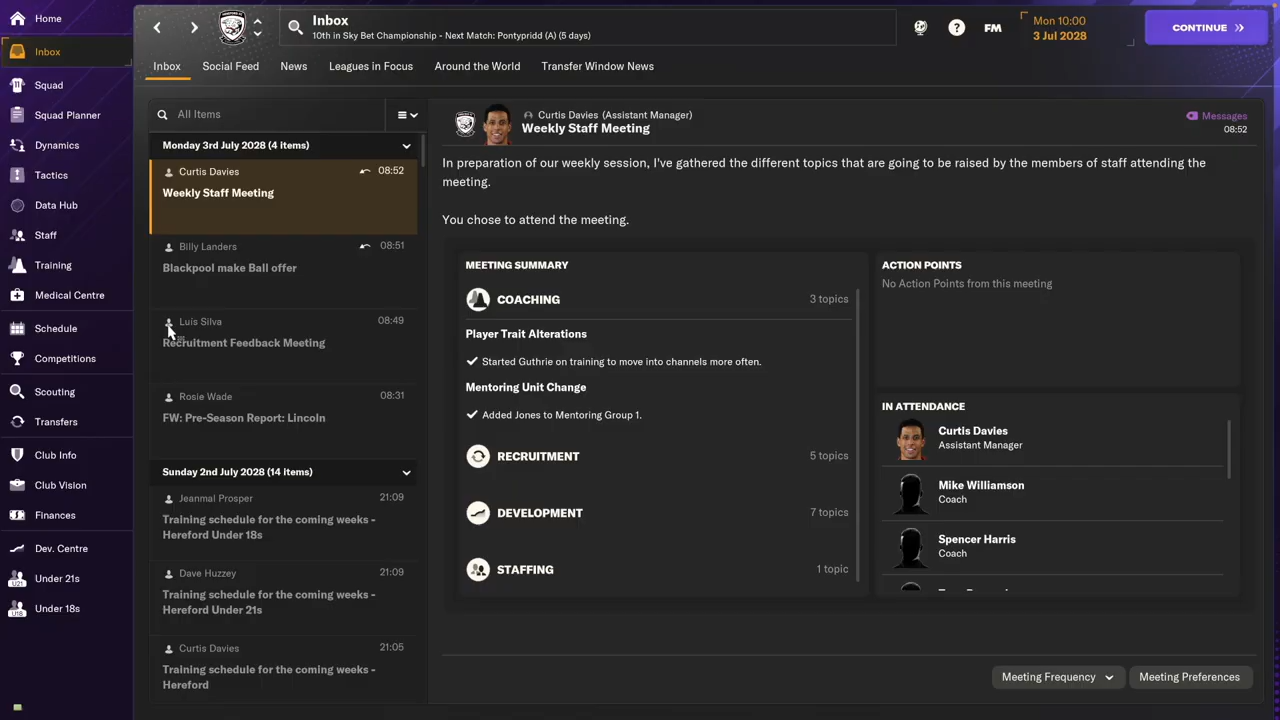 Home
Inbox
Squad
Squad Planner
Dynamics
Tactics
Data Hub
Staff
Training
Medical Centre
Schedule
Competitions
Scouting
Transfers
Club Info
Club Vision
Finances
Dev. Centre
U21
Under 21s
U18
Under 18s
Inbox
10th in Sky Bet Championship - Next Match: Pontypridd (A) (5 days)
?
FM
Mon 10:00
3 Jul 2028
CONTINUE
Inbox
Social Feed
News
Leagues in Focus
Around the World
Transfer Window News
All Items
Monday 3rd July 2028 (4 items)
Curtis Davies
08:52
Weekly Staff Meeting
Billy Landers
08:51
Blackpool make Ball offer
Luís Silva
08:49
Recruitment Feedback Meeting
Rosie Wade
08:31
FW: Pre-Season Report: Lincoln
Sunday 2nd July 2028 (14 items)
Jeanmal Prosper
21:09
Training schedule for the coming weeks -
Hereford Under 18s
Dave Huzzey
21:09
Training schedule for the coming weeks -
Hereford Under 21s
Curtis Davies
21:05
Training schedule for the coming weeks -
Hereford
Curtis Davies (Assistant Manager)
Weekly Staff Meeting
Messages
08:52
In preparation of our weekly session, I've gathered the different topics that are going to be raised by the members of staff attending the
meeting.
You chose to attend the meeting.
MEETING SUMMARY
COACHING
3 topics
Player Trait Alterations
Started Guthrie on training to move into channels more often.
Mentoring Unit Change
Added Jones to Mentoring Group 1.
RECRUITMENT
5 topics
DEVELOPMENT
7 topics
STAFFING
1 topic
ACTION POINTS
No Action Points from this meeting
IN ATTENDANCE
Curtis Davies
Assistant Manager
Mike Williamson
Coach
Spencer Harris
Coach
Meeting Frequency
Meeting Preferences